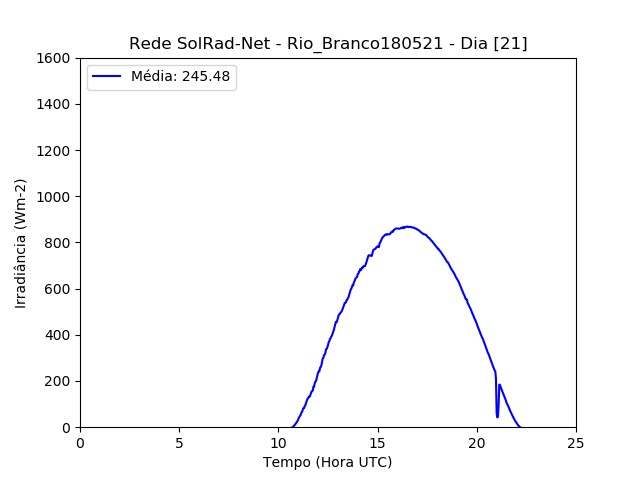 Rede SolRad-Net - Rio_Branco180521 - Dia [21]
Média: 245.48
1600
1400
1200
1000
800
600
400
200
0
Irradiância (Wm-2)
0 5 10 15 20 25
Tempo (Hora UTC)